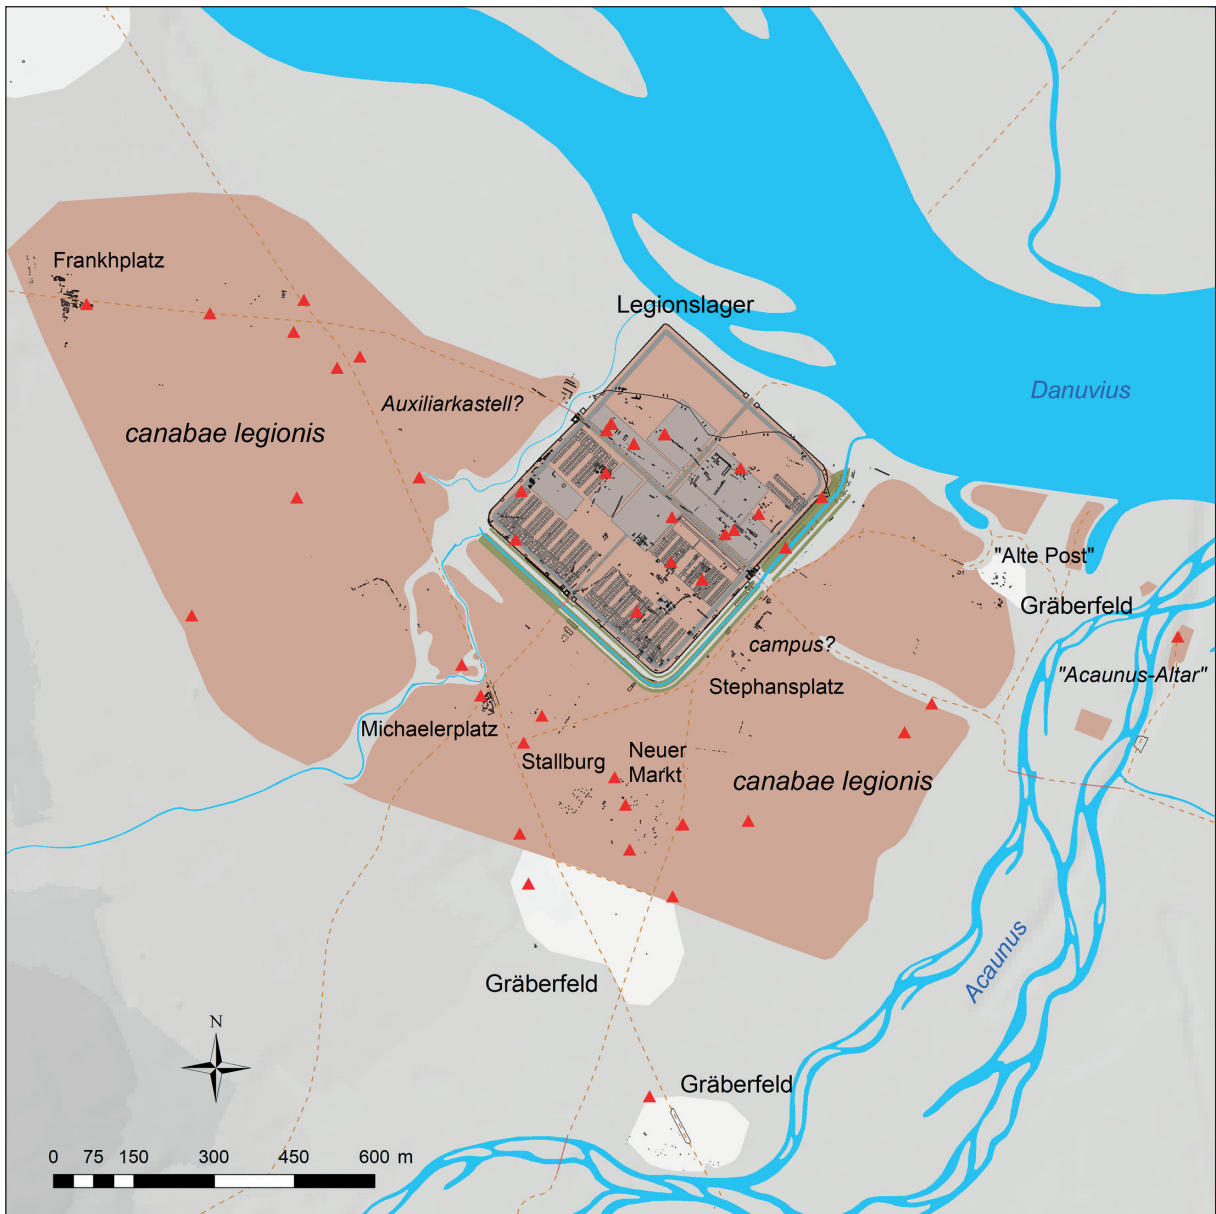 Frankhplatz
Legionslager
Danuvius
Auxiliarkastell?
canabae legionis
"Alte Post"
Gräberfeld
campus?
"Acaunus-Altar"
Stephansplatz
Michaelerplatz
Stallburg
Neuer
Markt
canabae legionis
Acaunus
Gräberfeld
N
Gräberfeld
0 75 150 300 450 600 m